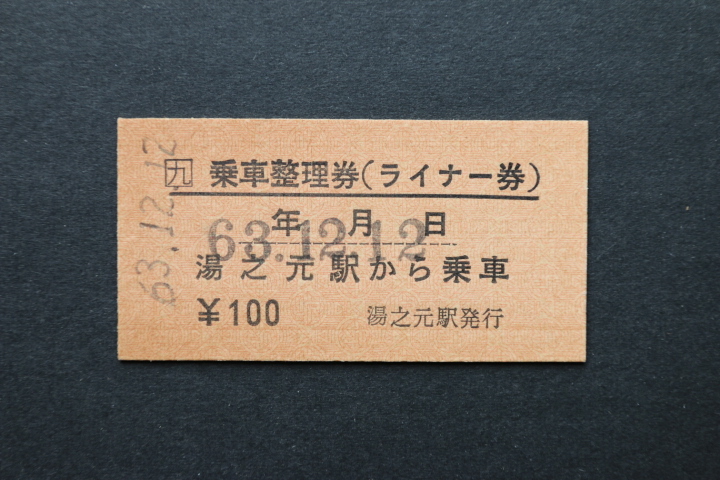 63.12.12
九 乗車整理券(ライナー券)
年 月 日
63.12.12
湯之元駅から乗車
¥100 湯之元駅発行